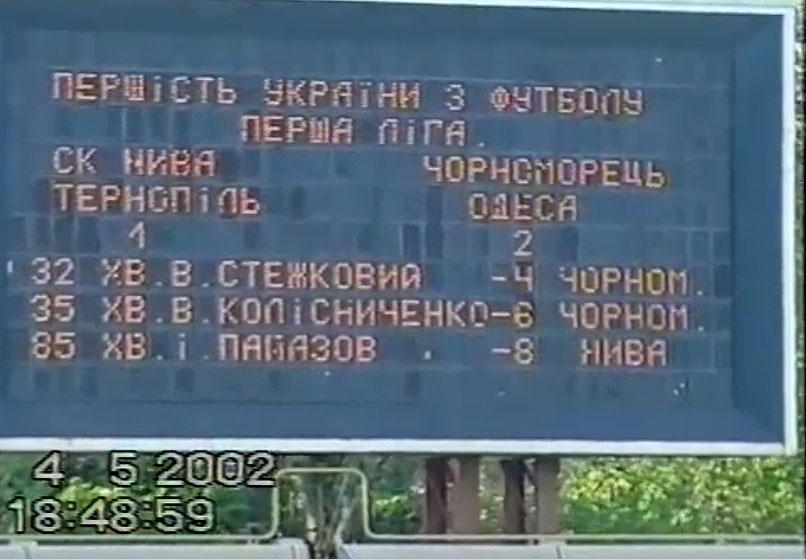 ПЕРШіСТЬ УКРАїНИ З ФУТБОЛУ
ПЕРША ЛіГА.
СК НИВА ЧОРНОМОРЕЦЬ
ТЕРНОПіЛЬ ОДЕСА
1 2
32 ХВ.В.СТЕЖКОВИЙ -4 ЧОРНОМ.
35 ХВ.В.КОЛіСНИЧЕНКО-6 ЧОРНОМ.
85 ХВ.і. -8 НИВА
4 5 2002
18:48:59